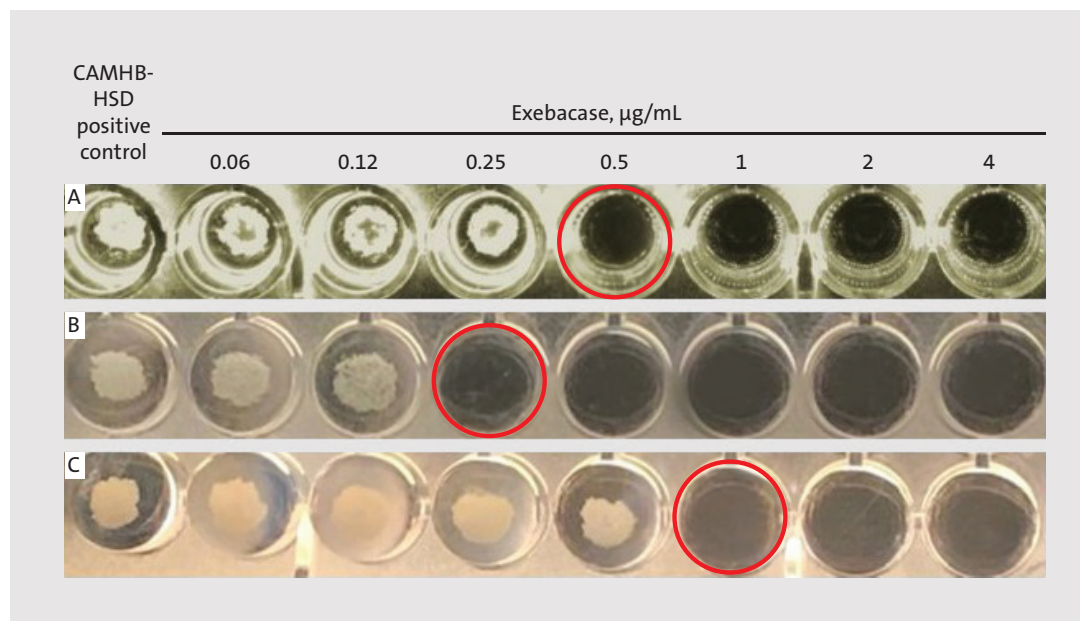 CAMHB-
HSD
positive
control
Exebacase, µg/mL
0.06 0.12 0.25 0.5 1 2 4
A
B
C